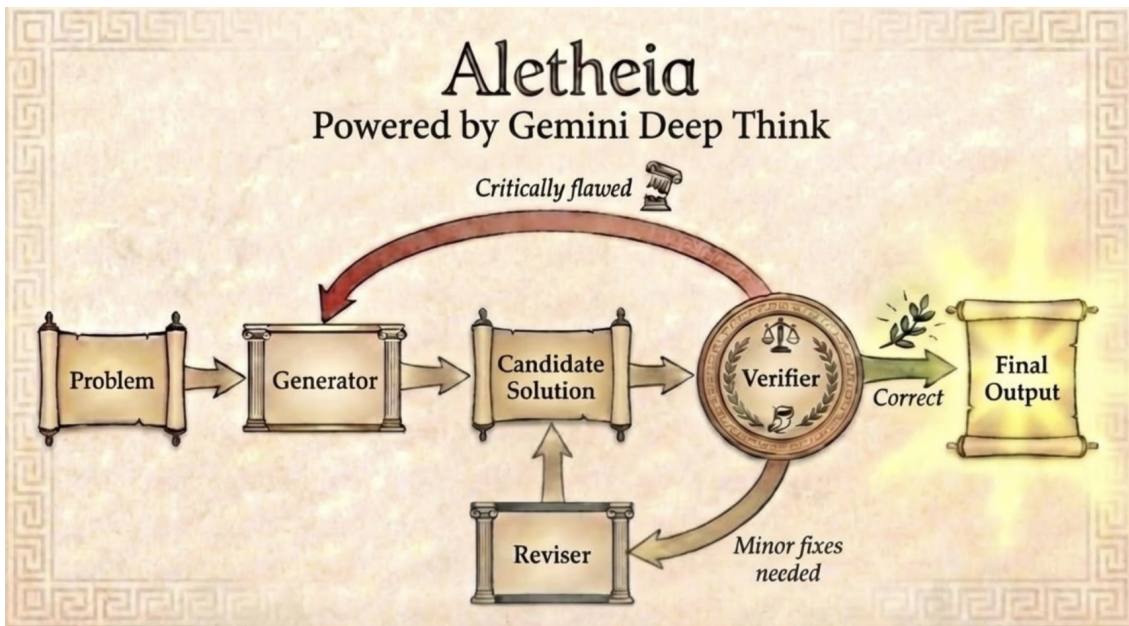 Aletheia
Powered by Gemini Deep Think
Critically flawed
Problem
Generator
Candidate
Solution
Verifier
Correct
Final
Output
Reviser
Minor fixes
needed